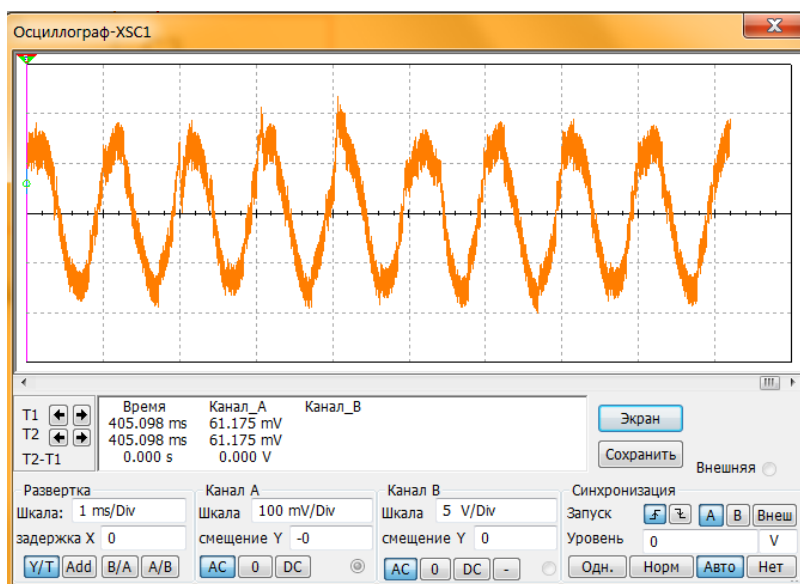 Осциллограф-XSC1
X
Время Канал_A Канал_B
T1 405.098 ms 61.175 mV
T2 405.098 ms 61.175 mV
T2-T1 0.000 s 0.000 V
Экран
Сохранить
Внешняя
Развертка
Шкала: 1 ms/Div
задержка X 0
Y/T Add B/A A/B
Канал A
Шкала 100 mV/Div
смещение Y -0
AC 0 DC
Канал B
Шкала 5 V/Div
смещение Y 0
AC 0 DC -
Синхронизация
Запуск A B Внеш
Уровень 0 V
Одн. Норм Авто Нет